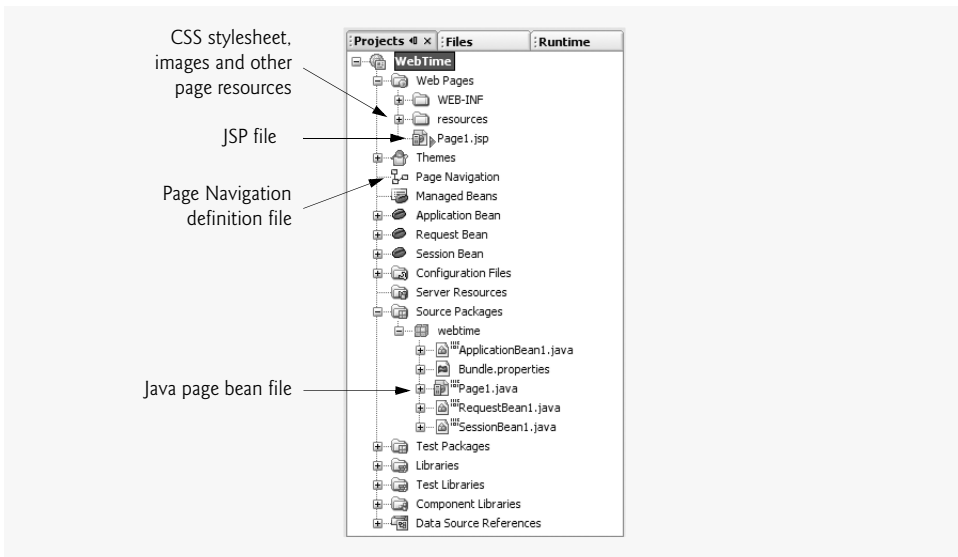 CSS stylesheet,
images and other
page resources
JSP file
Page Navigation
definition file
Java page bean file
Projects
Files
Runtime
WebTime
Web Pages
WEB-INF
resources
Page1.jsp
Themes
Page Navigation
Managed Beans
Application Bean
Request Bean
Session Bean
Configuration Files
Server Resources
Source Packages
webtime
ApplicationBean1.java
Bundle.properties
Page1.java
RequestBean1.java
SessionBean1.java
Test Packages
Libraries
Test Libraries
Component Libraries
Data Source References